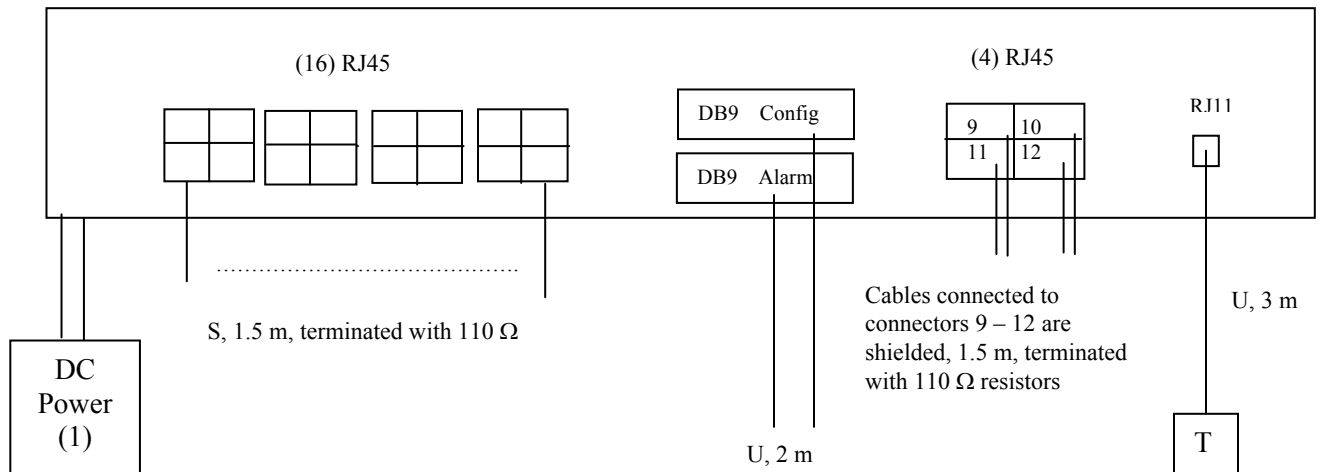 (16) RJ45
(4) RJ45
RJ11
DB9 Config
DB9 Alarm
9 10
11 12
S, 1.5 m, terminated with 110 Ω
Cables connected to
connectors 9 – 12 are
shielded, 1.5 m, terminated
with 110 Ω resistors
U, 3 m
DC
Power
(1)
U, 2 m
T